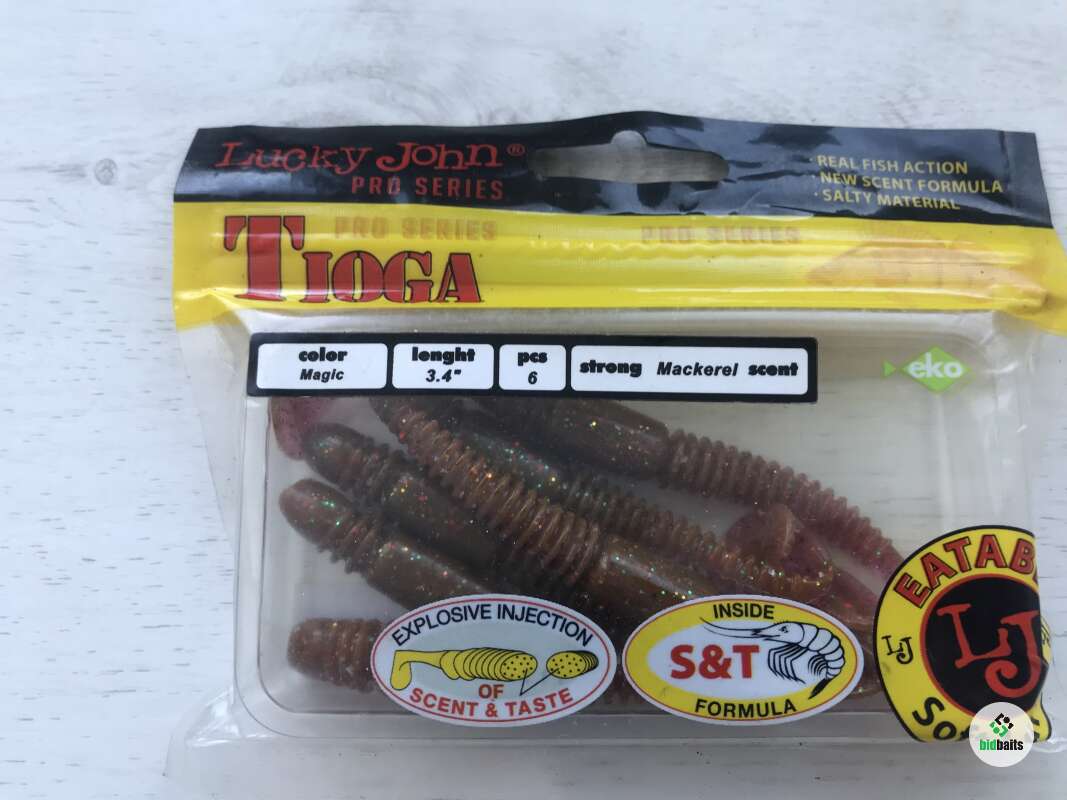 Lucky John®
PRO SERIES
· REAL FISH ACTION
· NEW SCENT FORMULA
· SALTY MATERIAL
PRO SERIES
PRO SERIES
TIOGA
color
Magic
lenght
3.4"
pcs
6
strong Mackerel scent
eko
EXPLOSIVE INJECTION
OF
SCENT & TASTE
INSIDE
S&T
FORMULA
LJ
LJ
bidbaits